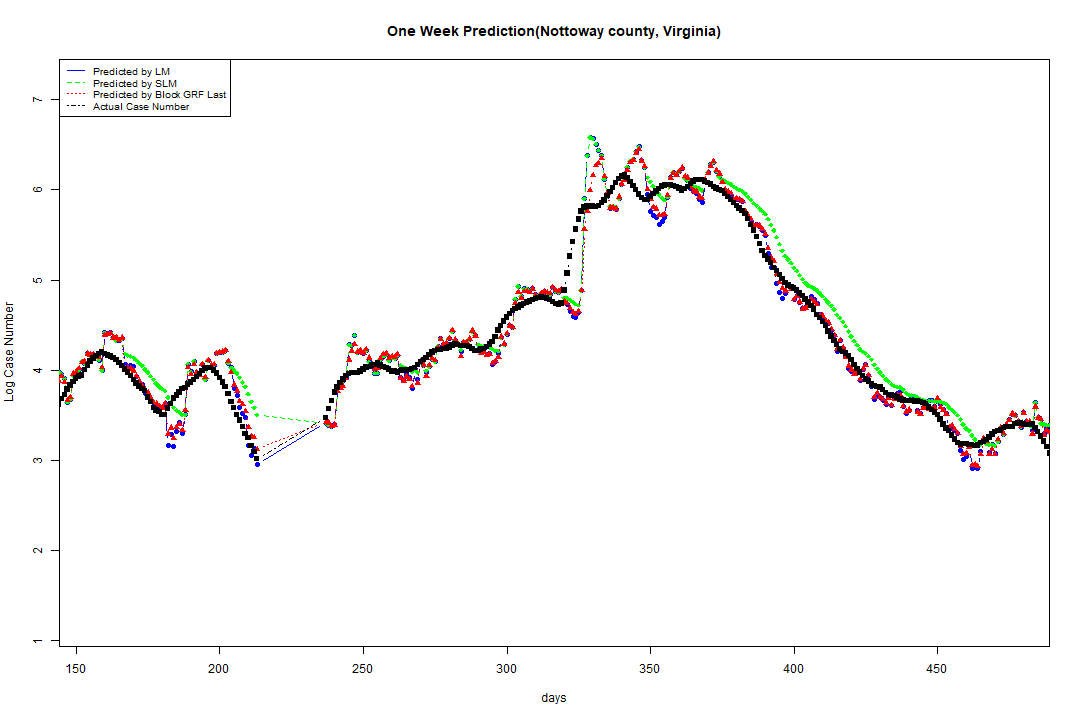 One Week Prediction(Nottoway county, Virginia)
Predicted by LM
Predicted by SLM
Predicted by Block GRF Last
Actual Case Number
Log Case Number
7
6
5
4
3
2
1
150 200 250 300 350 400 450
days